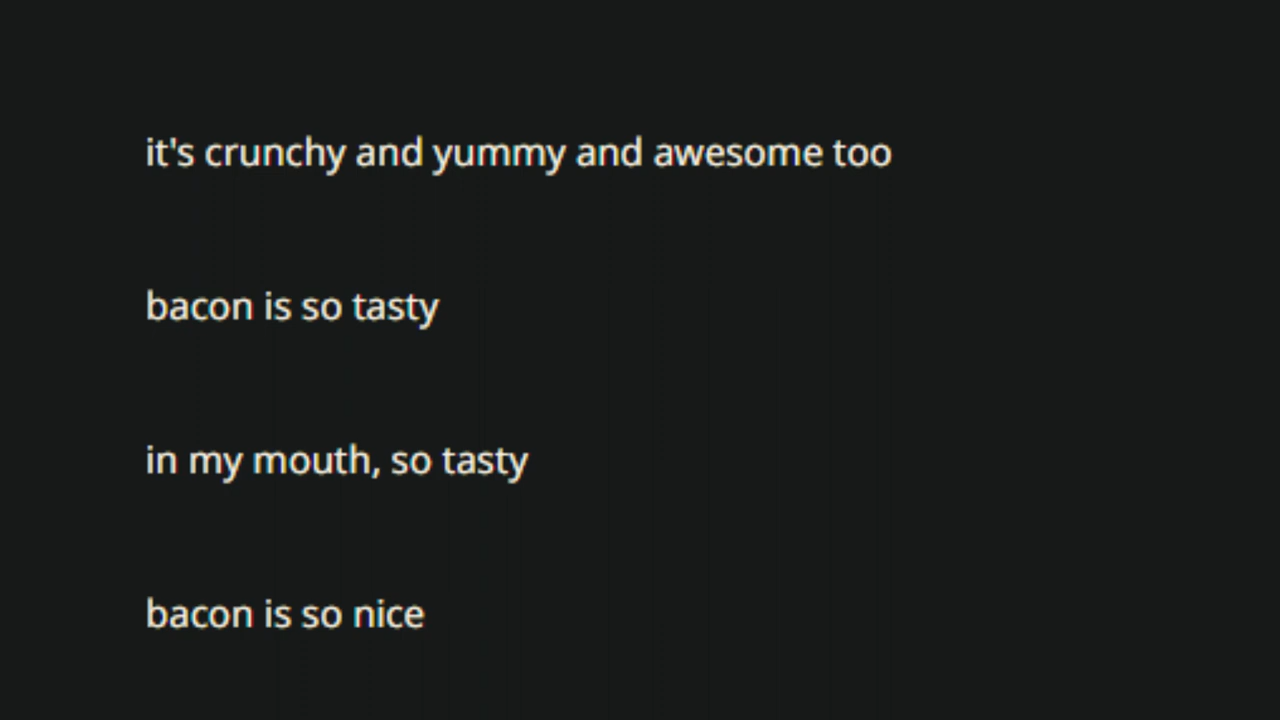 it's crunchy and yummy and awesome too
bacon is so tasty
in my mouth, so tasty
bacon is so nice